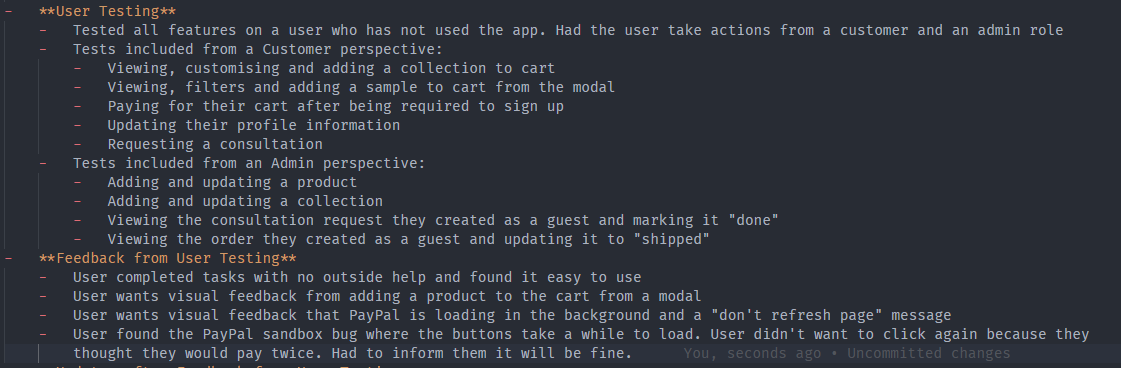 -   **User Testing**
    -   Tested all features on a user who has not used the app. Had the user take actions from a customer and an admin role
    -   Tests included from a Customer perspective:
        -   Viewing, customising and adding a collection to cart
        -   Viewing, filters and adding a sample to cart from the modal
        -   Paying for their cart after being required to sign up
        -   Updating their profile information
        -   Requesting a consultation
    -   Tests included from an Admin perspective:
        -   Adding and updating a product
        -   Adding and updating a collection
        -   Viewing the consultation request they created as a guest and marking it "done"
        -   Viewing the order they created as a guest and updating it to "shipped"
-   **Feedback from User Testing**
    -   User completed tasks with no outside help and found it easy to use
    -   User wants visual feedback from adding a product to the cart from a modal
    -   User wants visual feedback that PayPal is loading in the background and a "don't refresh page" message
    -   User found the PayPal sandbox bug where the buttons take a while to load. User didn't want to click again because they
        thought they would pay twice. Had to inform them it will be fine.      You, seconds ago • Uncommitted changes